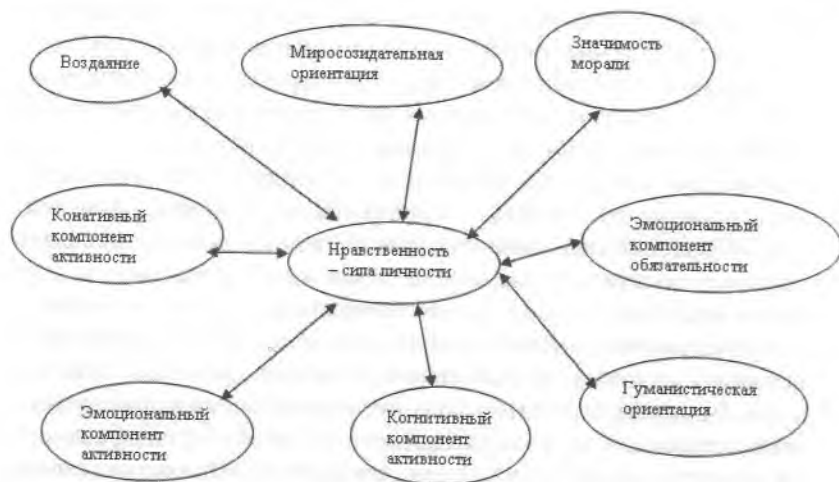 Воздаяние
Миросозидательная
ориентация
Значимость
морали
Конативный
компонент
активности
Нравственность
– сила личности
Эмоциональный
компонент
обязательности
Эмоциональный
компонент
активности
Когнитивный
компонент
активности
Гуманистическая
ориентация